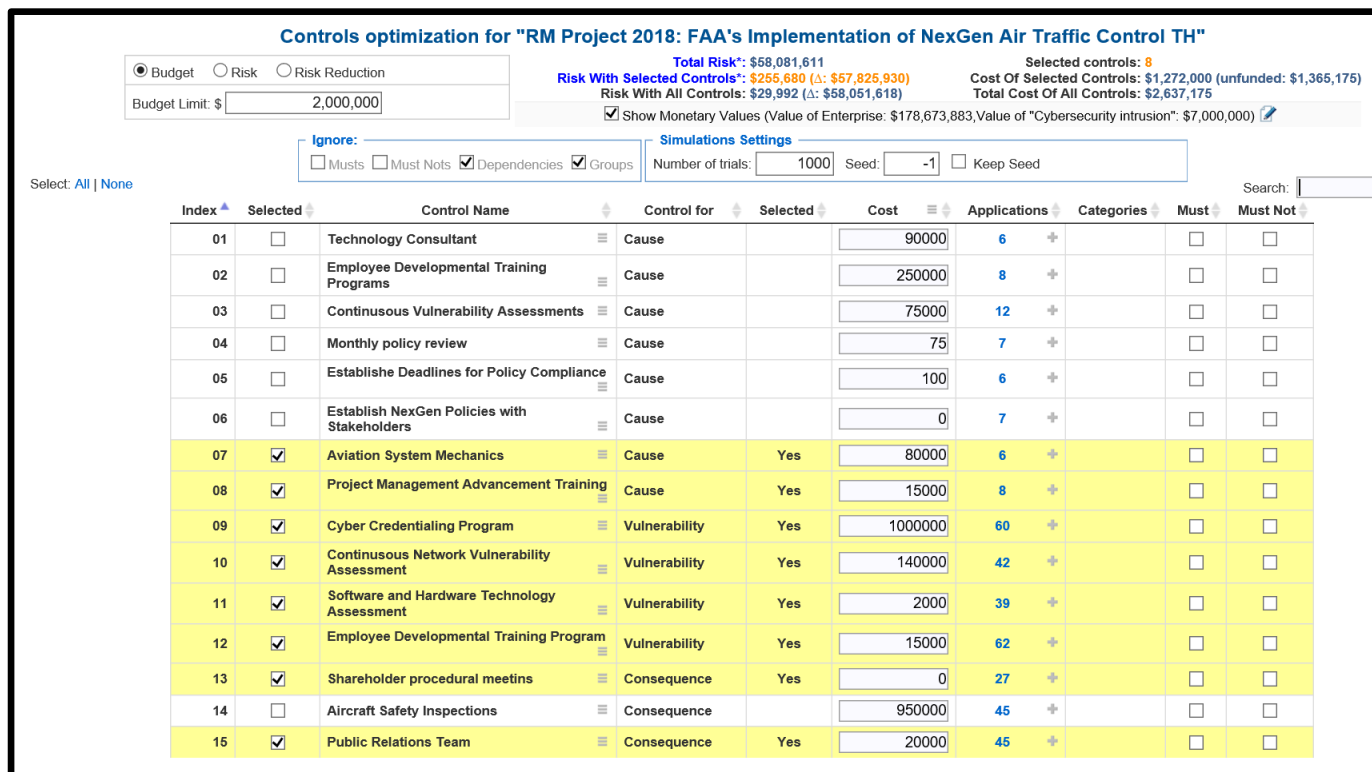 Controls optimization for "RM Project 2018: FAA's Implementation of NexGen Air Traffic Control TH"
Budget Risk Risk Reduction
Budget Limit: $ 2,000,000
Total Risk*: $58,081,611
Risk With Selected Controls*: $255,680 (Δ: $57,825,930)
Risk With All Controls: $29,992 (Δ: $58,051,618)
Selected controls: 8
Cost Of Selected Controls: $1,272,000 (unfunded: $1,365,175)
Total Cost Of All Controls: $2,637,175
Show Monetary Values (Value of Enterprise: $178,673,883,Value of "Cybersecurity intrusion": $7,000,000)
Ignore:
Musts Must Nots Dependencies Groups
Simulations Settings
Number of trials: 1000 Seed: -1 Keep Seed
Select: All | None
Search:
Index Selected Control Name Control for Selected Cost Applications Categories Must Must Not
01 Technology Consultant Cause 90000 6
02 Employee Developmental Training
Programs Cause 250000 8
03 Continusous Vulnerability Assessments Cause 75000 12
04 Monthly policy review Cause 75 7
05 Establishe Deadlines for Policy Compliance Cause 100 6
06 Establish NexGen Policies with
Stakeholders Cause 0 7
07 Aviation System Mechanics Cause Yes 80000 6
08 Project Management Advancement Training Cause Yes 15000 8
09 Cyber Credentialing Program Vulnerability Yes 1000000 60
10 Continusous Network Vulnerability
Assessment Vulnerability Yes 140000 42
11 Software and Hardware Technology
Assessment Vulnerability Yes 2000 39
12 Employee Developmental Training Program Vulnerability Yes 15000 62
13 Shareholder procedural meetins Consequence Yes 0 27
14 Aircraft Safety Inspections Consequence 950000 45
15 Public Relations Team Consequence Yes 20000 45